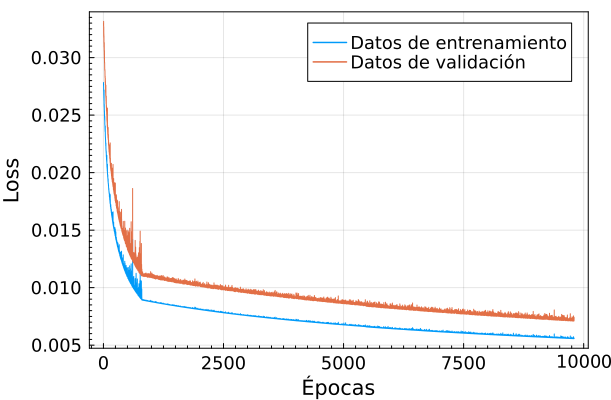 Datos de entrenamiento
Datos de validación
0.030
0.025
0.020
0.015
0.010
0.005
Loss
0 2500 5000 7500 10000
Épocas